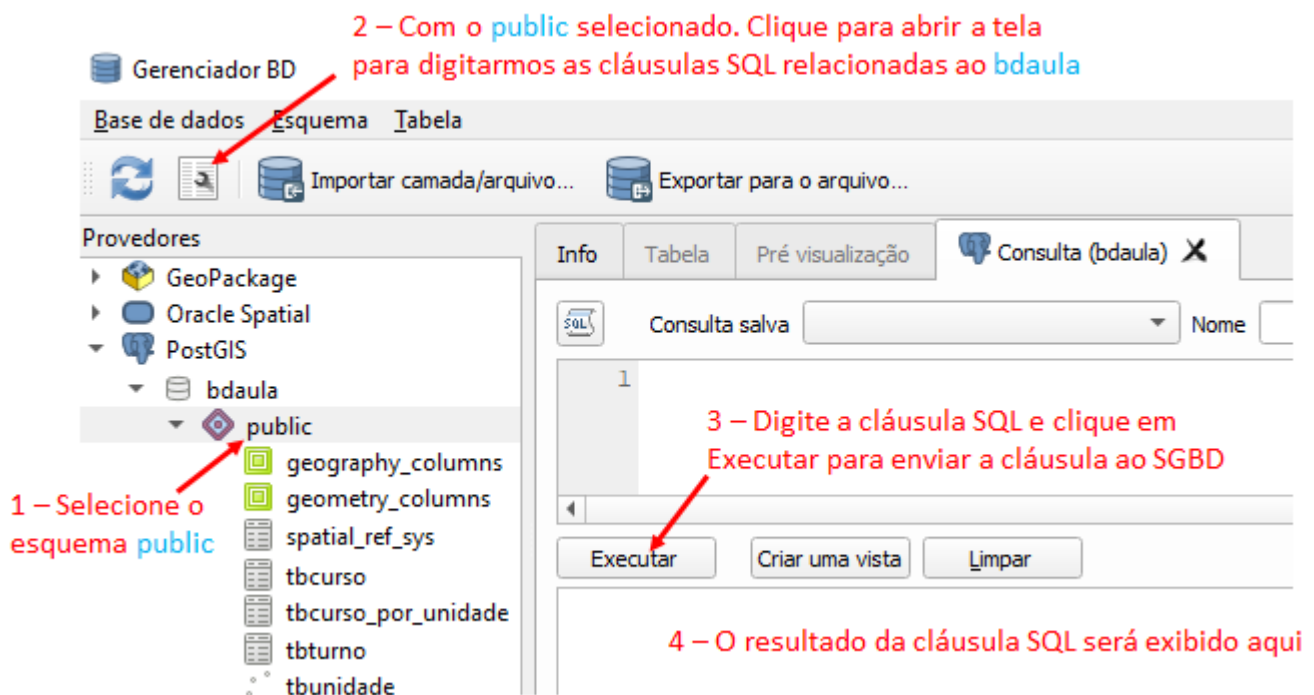 2 – Com o public selecionado. Clique para abrir a tela
para digitarmos as cláusulas SQL relacionadas ao bdaula
Gerenciador BD
Base de dados Esquema Tabela
Importar camada/arquivo... Exportar para o arquivo...
Provedores
Info Tabela Pré visualização Consulta (bdaula)
GeoPackage
Oracle Spatial
SQL Consulta salva Nome
PostGIS
bdaula
1
public
3 – Digite a cláusula SQL e clique em
Executar para enviar a cláusula ao SGBD
geography_columns
geometry_columns
1 – Selecione o
esquema public
spatial_ref_sys
Executar Criar uma vista Limpar
tbcurso
tbcurso_por_unidade
tbturno
4 – O resultado da cláusula SQL será exibido aqui
tbunidade